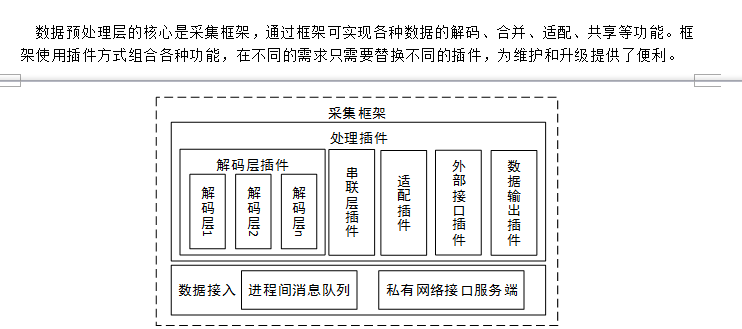 数据预处理层的核心是采集框架，通过框架可实现各种数据的解码、合并、适配、共享等功能。框
架使用插件方式组合各种功能，在不同的需求只需要替换不同的插件，为维护和升级提供了便利。
采集框架
处理插件
解码层插件
解码层1
解码层2
解码层n
串联层插件
适配插件
外部接口插件
数据输出插件
数据接入
进程间消息队列
私有网络接口服务端